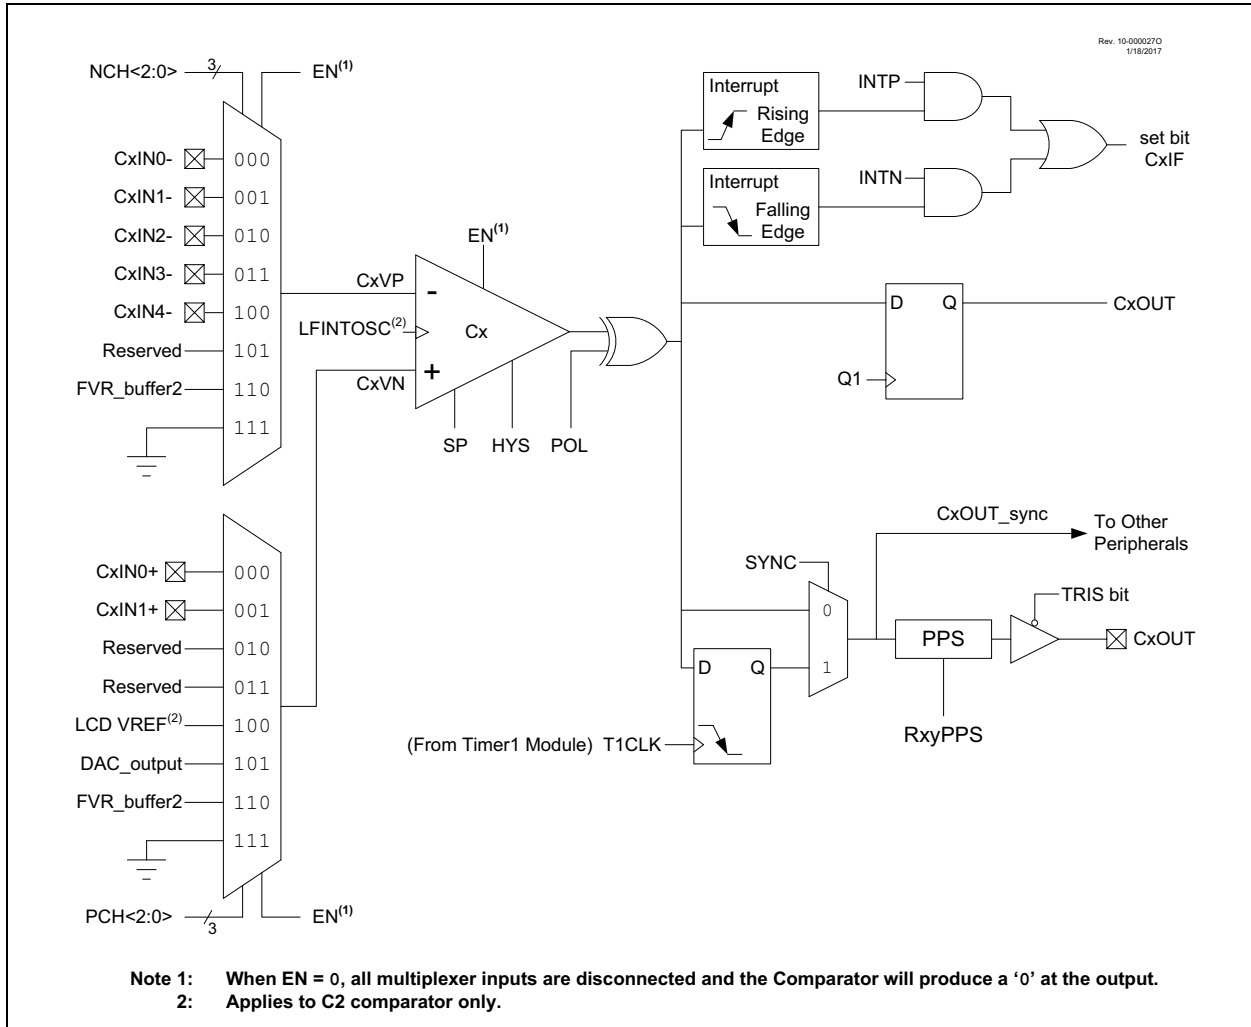 Rev. 10-000027O
1/18/2017
NCH<2:0>
3
EN(1)
CxIN0-
000
CxIN1-
001
CxIN2-
010
CxIN3-
011
CxIN4-
100
Reserved
101
FVR_buffer2
110
111
CxVP
LFINTOSC(2)
CxVN
EN(1)
-
Cx
+
SP
HYS
POL
Interrupt
Rising
Edge
INTP
Interrupt
Falling
Edge
INTN
set bit
CxIF
D
Q
Q1
CxOUT
CxIN0+
000
CxIN1+
001
Reserved
010
Reserved
011
LCD VREF(2)
100
DAC_output
101
FVR_buffer2
110
111
PCH<2:0>
3
EN(1)
CxOUT_sync
To Other
Peripherals
SYNC
0
1
D
Q
(From Timer1 Module) T1CLK
PPS
RxyPPS
TRIS bit
CxOUT
Note 1: When EN = 0, all multiplexer inputs are disconnected and the Comparator will produce a ‘0’ at the output.
2: Applies to C2 comparator only.